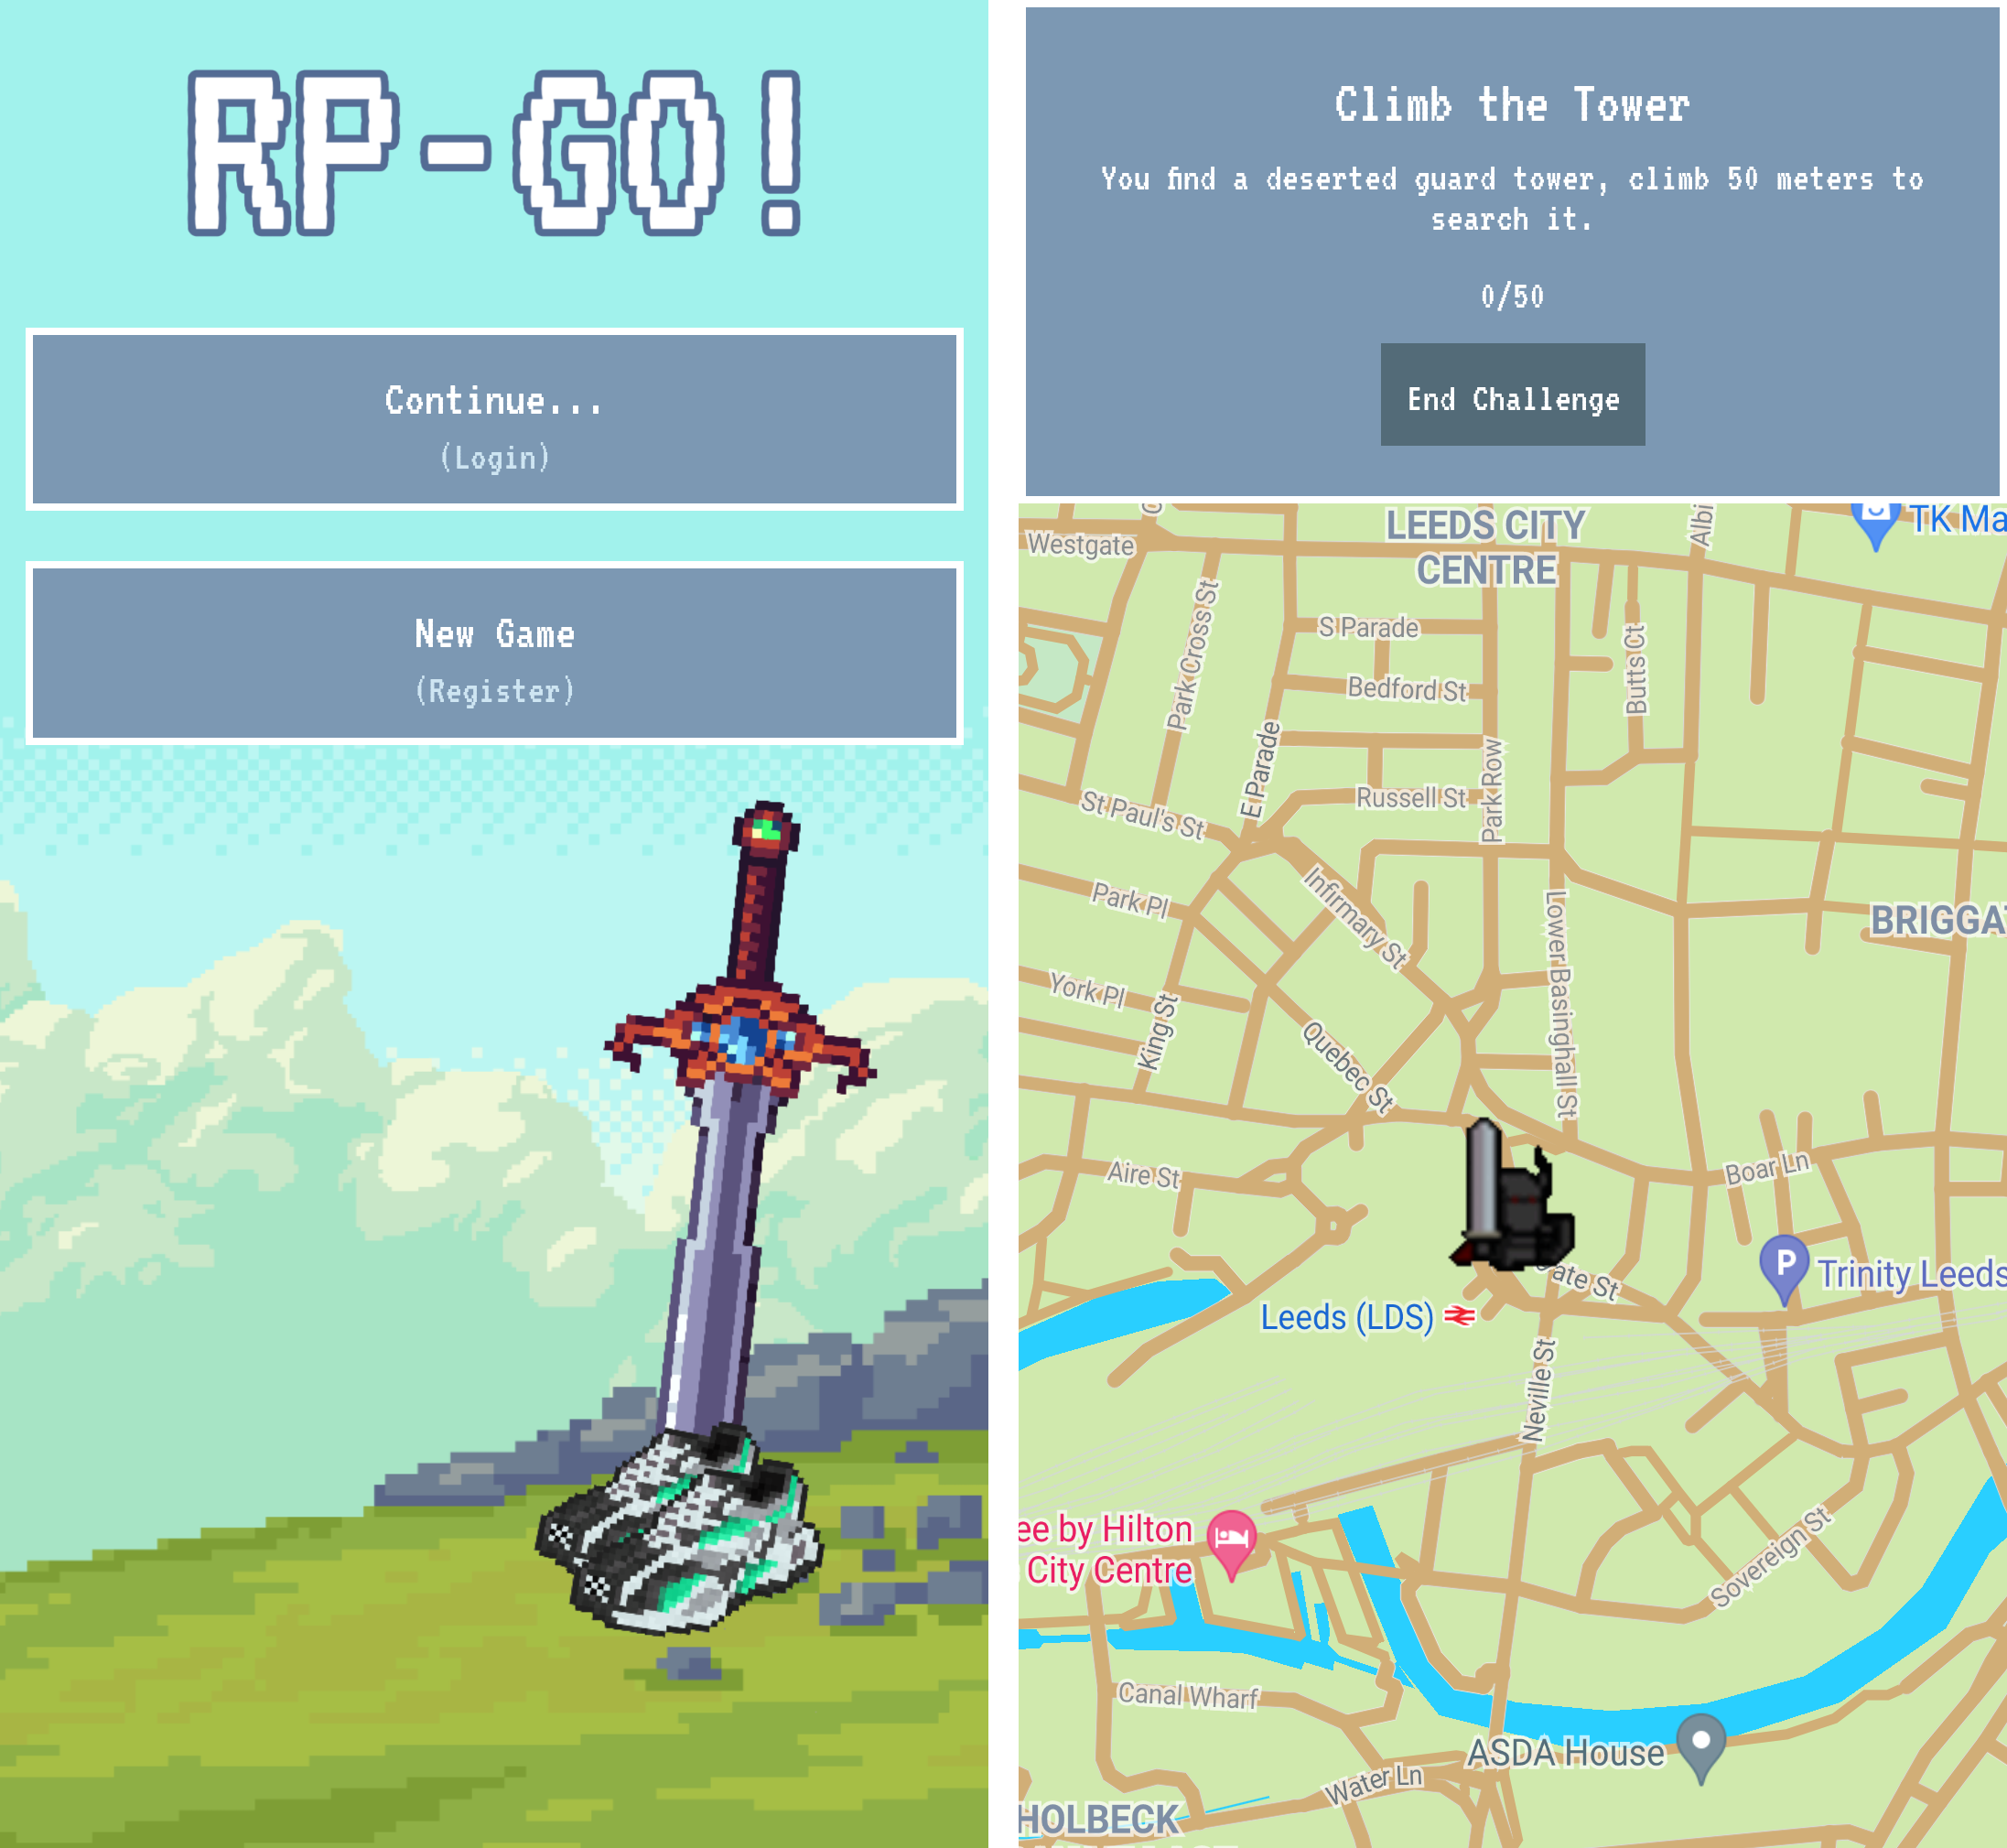 RP-GO!
Continue...
(Login)
New Game
(Register)
Climb the Tower
You find a deserted guard tower, climb 50 meters to
search it.
0/50
End Challenge
LEEDS CITY
CENTRE
TK Ma
Westgate
Albi
Park Cross St
S Parade
Butts Ct
Bedford St
E Parade
Park Row
St Paul's St
Russell St
Infirmary St
Park Pl
Lower Basinghall St
BRIGGAT
York Pl
King St
Quebec St
Aire St
Boar Ln
P
Trinity Leeds
Gate St
Leeds (LDS)
Neville St
ee by Hilton
City Centre
Sovereign St
Canal Wharf
ASDA House
Water Ln
HOLBECK